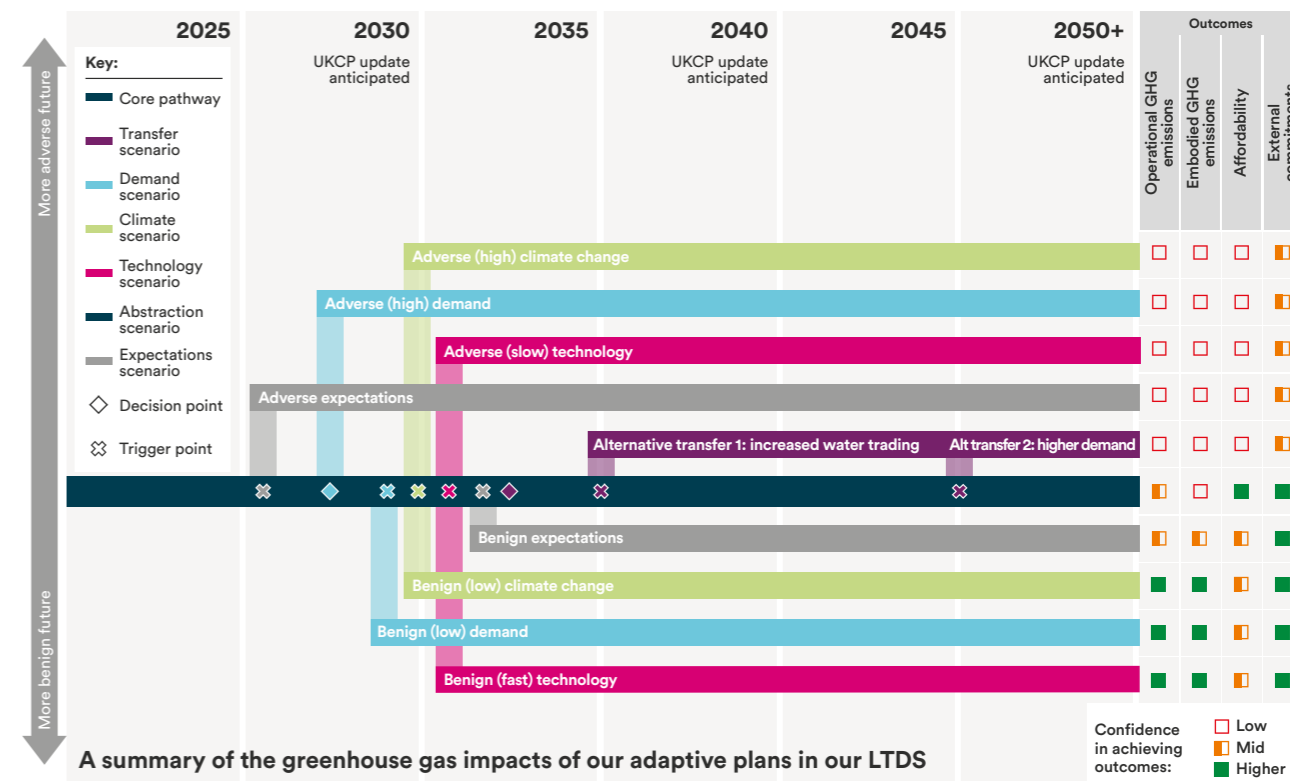 2025
2030
2035
2040
2045
2050+
UKCP update
anticipated
UKCP update
anticipated
UKCP update
anticipated
Outcomes
Operational GHG
emissions
Embodied GHG
emissions
Affordability
External
commitments
More adverse future
More benign future
Key:
Core pathway
Transfer
scenario
Demand
scenario
Climate
scenario
Technology
scenario
Abstraction
scenario
Expectations
scenario
Decision point
Trigger point
Adverse (high) climate change
Adverse (high) demand
Adverse (slow) technology
Adverse expectations
Alternative transfer 1: increased water trading
Alt transfer 2: higher demand
Benign expectations
Benign (low) climate change
Benign (low) demand
Benign (fast) technology
A summary of the greenhouse gas impacts of our adaptive plans in our LTDS
Confidence
in achieving
outcomes:
Low
Mid
Higher